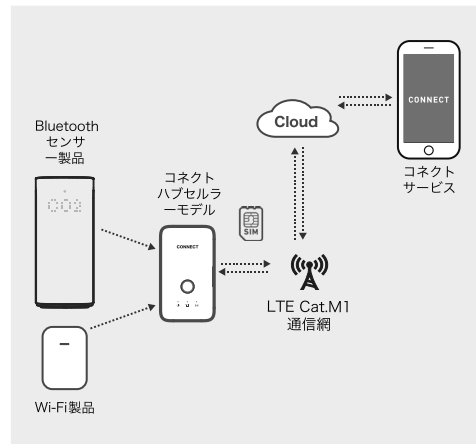 Bluetooth
センサ
ー製品
コネクト
ハブセルラ
ーモデル
CONNECT
SIM
Cloud
CONNECT
コネクト
サービス
LTE Cat.M1
通信網
Wi-Fi製品